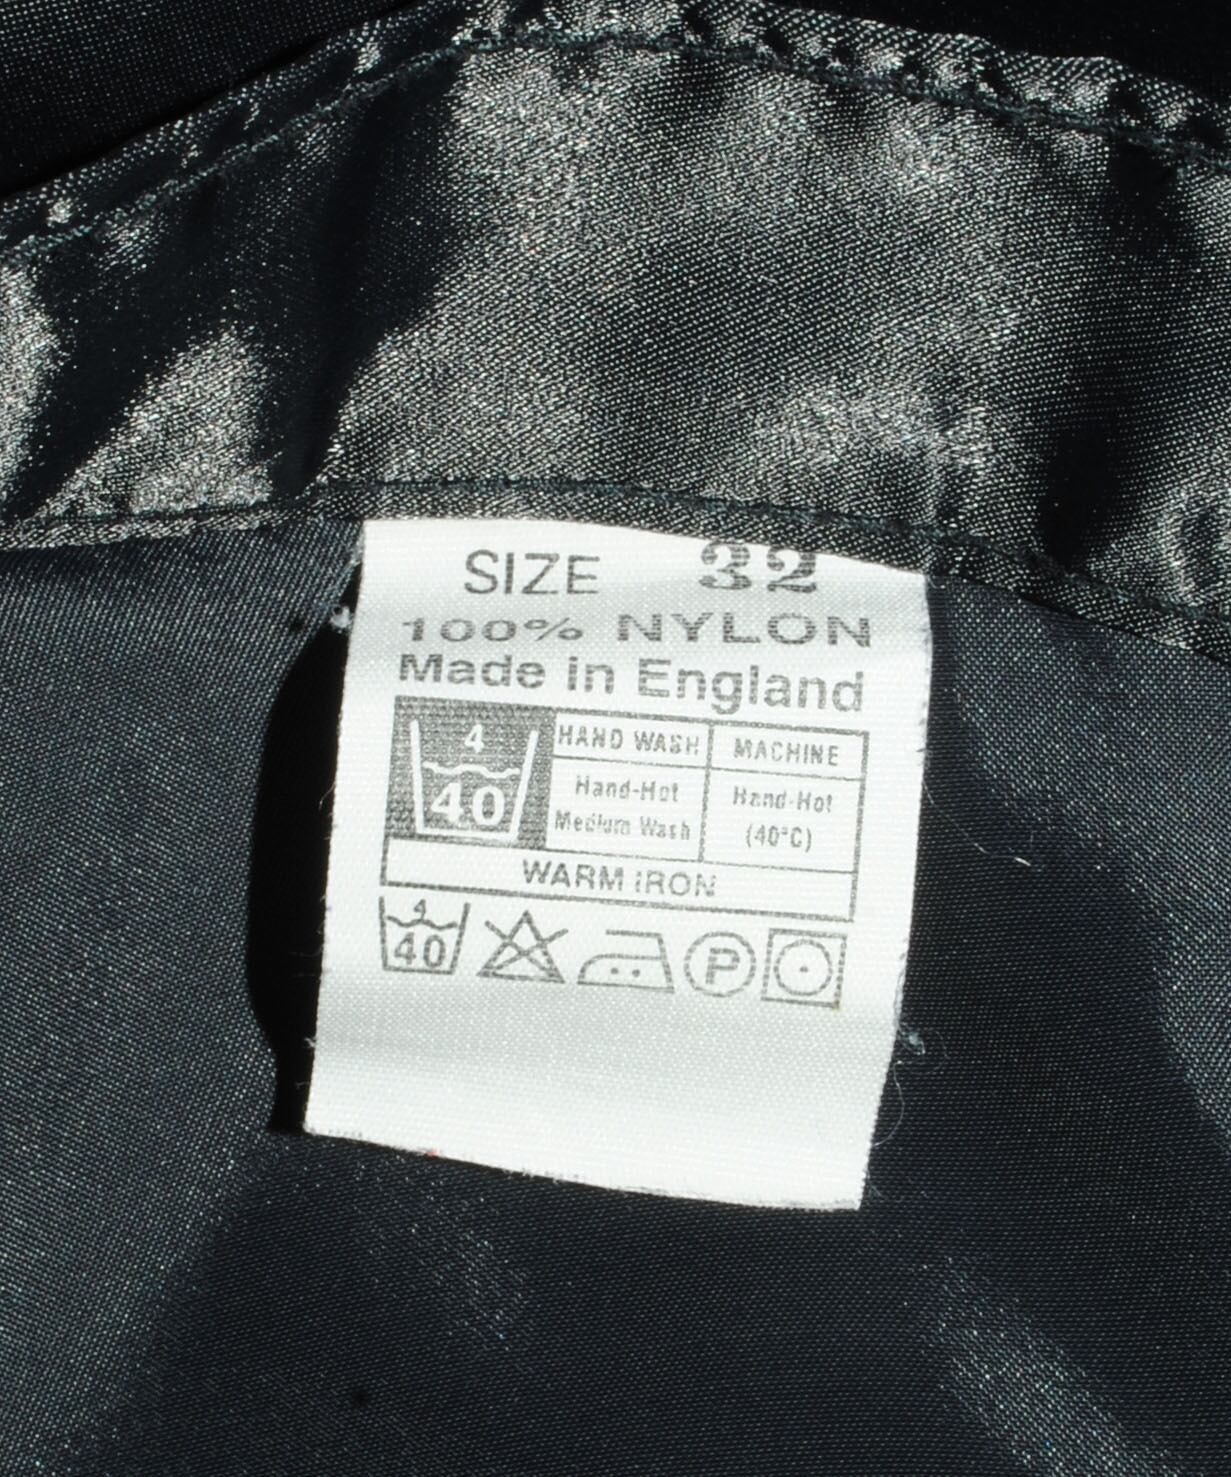 SIZE 32
100% NYLON
Made in England
4
40
HAND WASH
MACHINE
Hand-Hot
Medium Wash
Hand-Hot
(40°C)
WARM IRON
4
40
P